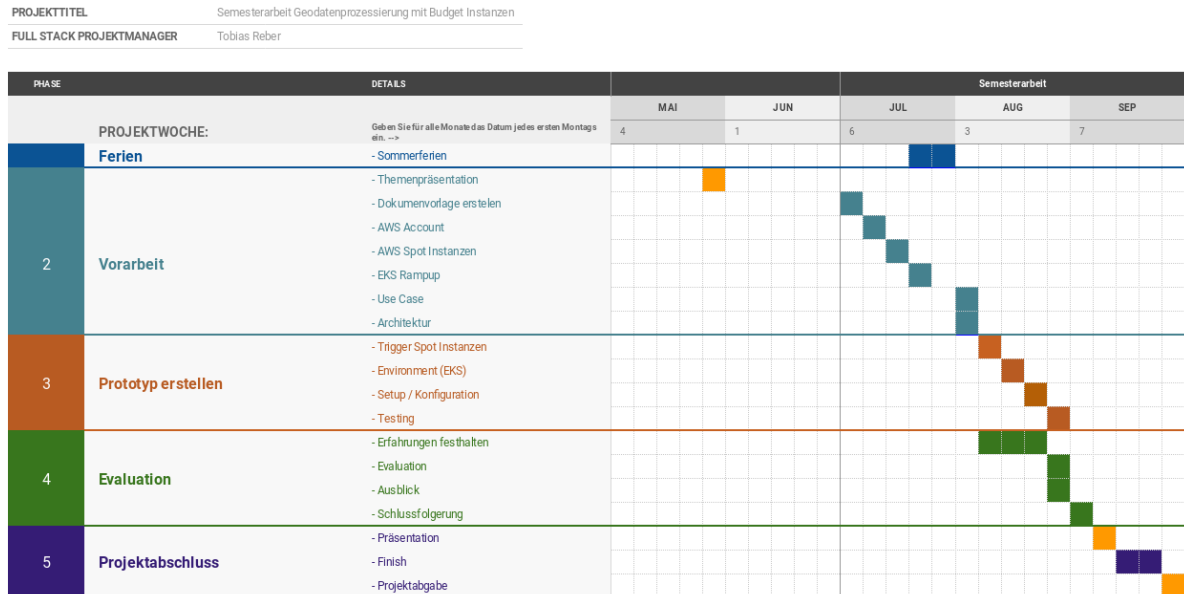 PROJEKTTITEL Semesterarbeit Geodatenprozessierung mit Budget Instanzen
FULL STACK PROJEKTMANAGER Tobias Reber
PHASE DETAILS Semesterarbeit
MAI JUN JUL AUG SEP
PROJEKTWOCHE: Geben Sie für alle Monate das Datum jedes ersten Montags
ein. --> 4 1 6 3 7
Ferien - Sommerferien
- Themenpräsentation
- Dokumenvorlage erstelen
- AWS Account
- AWS Spot Instanzen
2 Vorarbeit
- EKS Rampup
- Use Case
- Architektur
- Trigger Spot Instanzen
- Environment (EKS)
3 Prototyp erstellen
- Setup / Konfiguration
- Testing
- Erfahrungen festhalten
- Evaluation
4 Evaluation
- Ausblick
- Schlussfolgerung
- Präsentation
5 Projektabschluss - Finish
- Projektabgabe